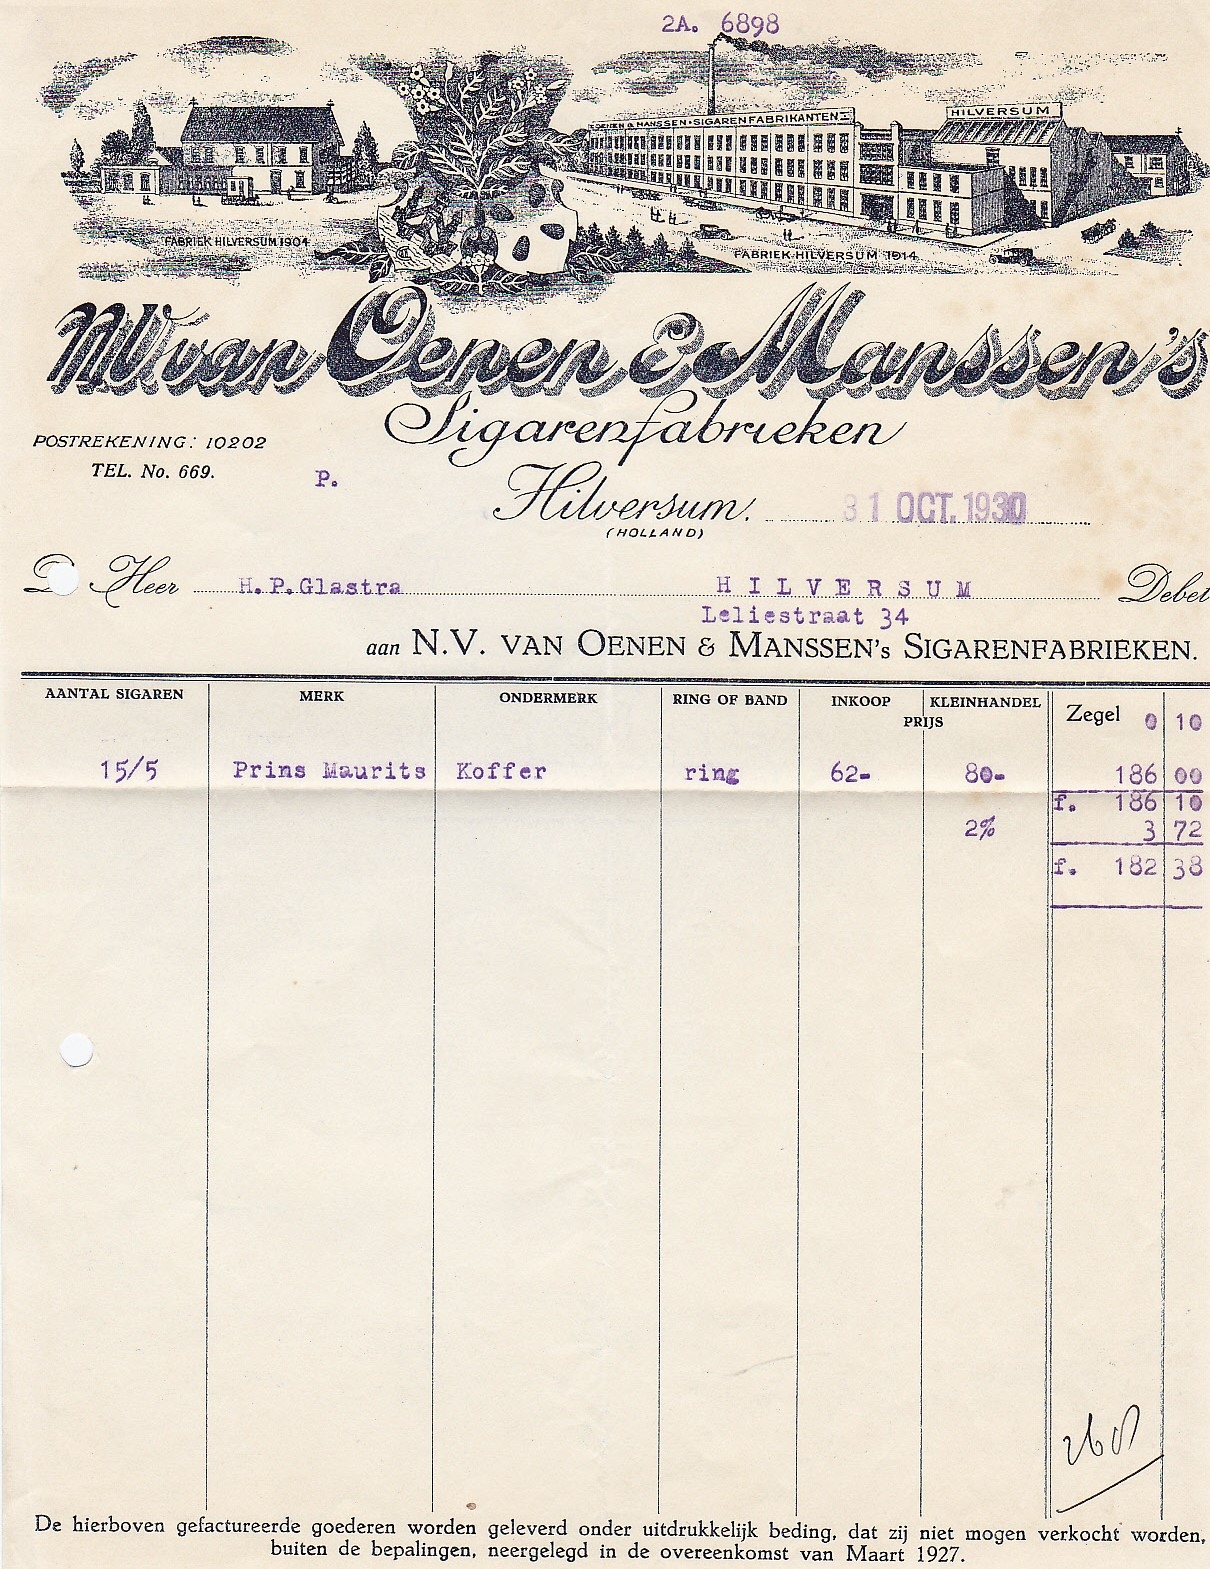 2A. 6898
MANSSEN • SIGARENFABRIKANTEN
HILVERSUM
FABRIEK HILVERSUM 1904
FABRIEK HILVERSUM 1914
N.V. van Oenen & Manssen's
Sigarenfabrieken
POSTREKENING: 10202
TEL. No. 669.
P.
Hilversum. 31 OCT. 1930
(HOLLAND)
Heer H.P.Glastra HILVERSUM Debet
Leliestraat 34
aan N.V. VAN OENEN & MANSSEN's SIGARENFABRIEKEN.
AANTAL SIGAREN MERK ONDERMERK RING OF BAND INKOOP KLEINHANDEL PRIJS Zegel 0 10
15/5 Prins Maurits Koffer ring 62- 80- 186 00
f. 186 10
2% 3 72
f. 182 38
De hierboven gefactureerde goederen worden geleverd onder uitdrukkelijk beding, dat zij niet mogen verkocht worden,
buiten de bepalingen, neergelegd in de overeenkomst van Maart 1927.